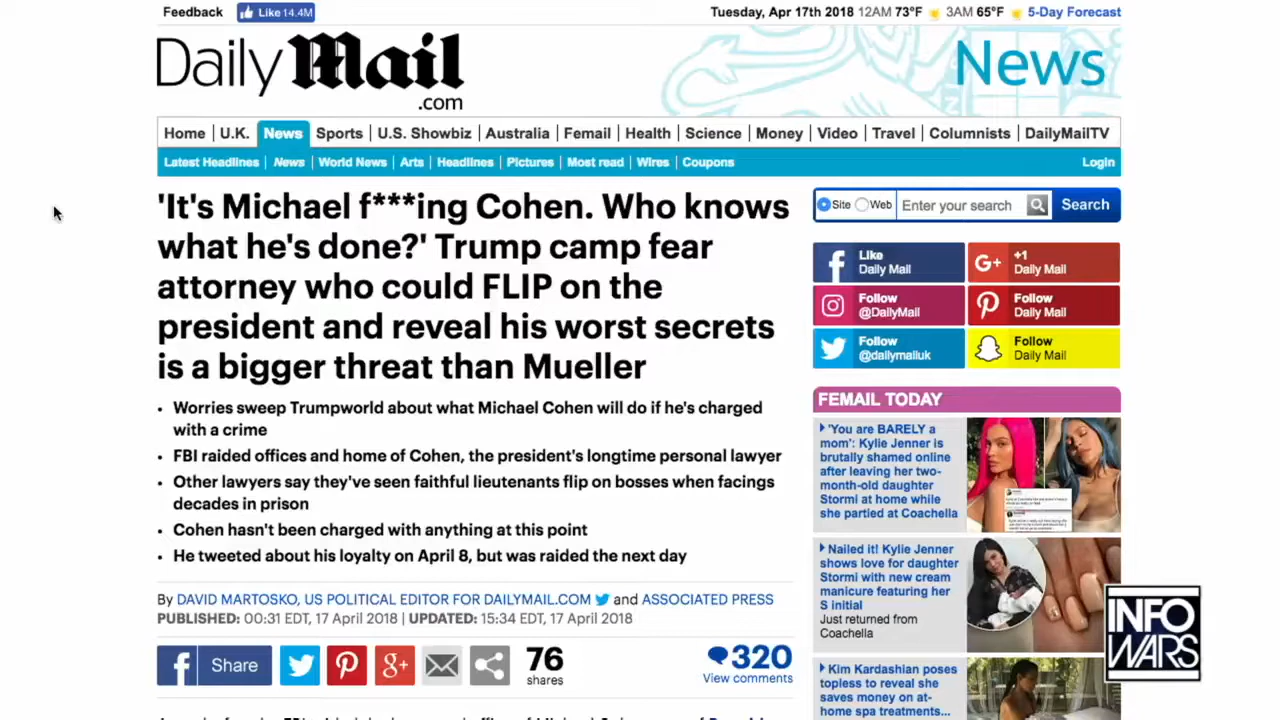 Feedback Like 14.4M Tuesday, Apr 17th 2018 12AM 73°F 3AM 65°F 5-Day Forecast
Daily Mail
.com
News
Home U.K. News Sports U.S. Showbiz Australia Femail Health Science Money Video Travel Columnists DailyMailTV
Latest Headlines News World News Arts Headlines Pictures Most read Wires Coupons Login
'It's Michael f***ing Cohen. Who knows
what he's done?' Trump camp fear
attorney who could FLIP on the
president and reveal his worst secrets
is a bigger threat than Mueller
• Worries sweep Trumpworld about what Michael Cohen will do if he's charged
with a crime
• FBI raided offices and home of Cohen, the president's longtime personal lawyer
• Other lawyers say they've seen faithful lieutenants flip on bosses when facings
decades in prison
• Cohen hasn't been charged with anything at this point
• He tweeted about his loyalty on April 8, but was raided the next day
By DAVID MARTOSKO, US POLITICAL EDITOR FOR DAILYMAIL.COM and ASSOCIATED PRESS
PUBLISHED: 00:31 EDT, 17 April 2018 | UPDATED: 15:34 EDT, 17 April 2018
Share
76
shares
320
View comments
Site Web Enter your search Search
Like
Daily Mail
+1
Daily Mail
Follow
@DailyMail
Follow
Daily Mail
Follow
@dailymailuk
Follow
Daily Mail
FEMAIL TODAY
'You are BARELY a
mom': Kylie Jenner is
brutally shamed online
after leaving her two-
month-old daughter
Stormi at home while
she partied at Coachella
Nailed it! Kylie Jenner
shows love for daughter
Stormi with new cream
manicure featuring her
S initial
Just returned from
Coachella
Kim Kardashian poses
topless to reveal she
saves money on at-
home spa treatments...
INFO
WARS